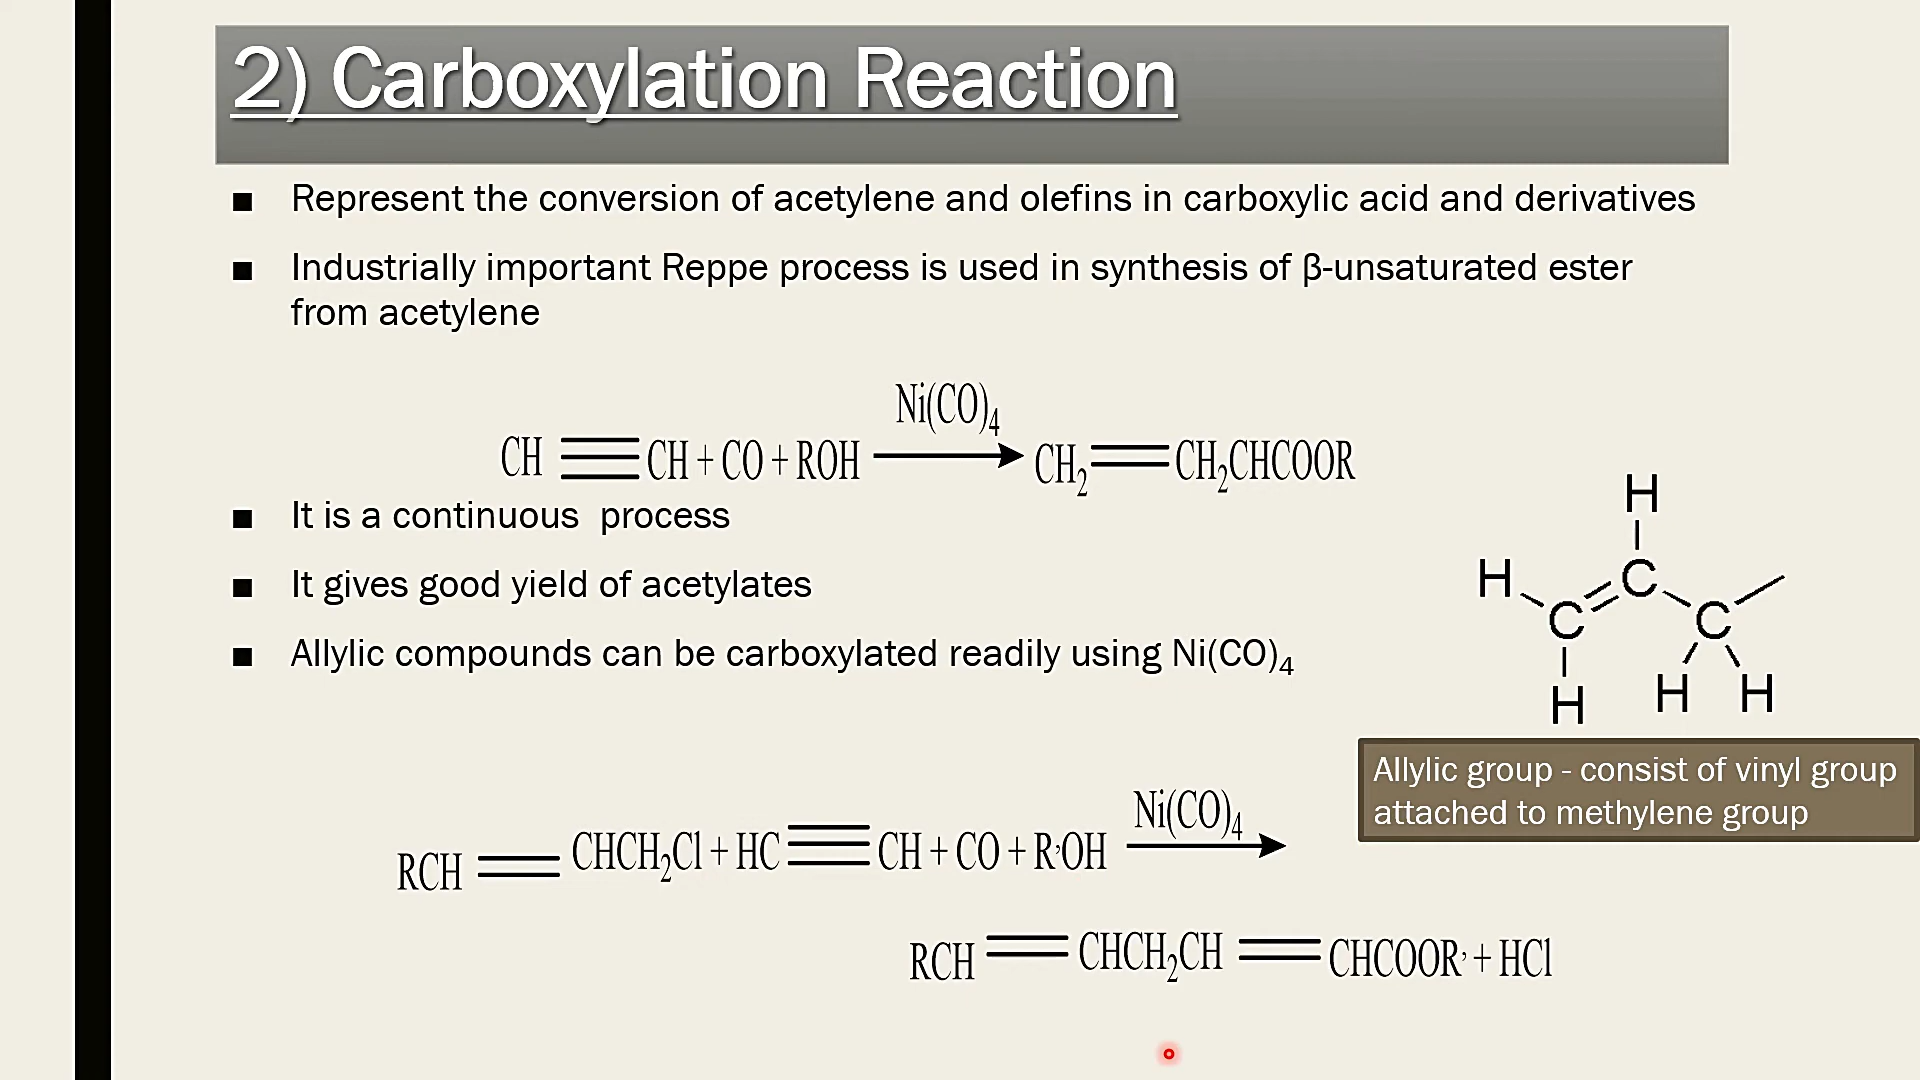 2) Carboxylation Reaction
■ Represent the conversion of acetylene and olefins in carboxylic acid and derivatives
■ Industrially important Reppe process is used in synthesis of β-unsaturated ester
from acetylene
Ni(CO)₄
CH≡CH + CO + ROH → CH₂=CH₂CHCOOR
■ It is a continuous process
■ It gives good yield of acetylates
■ Allylic compounds can be carboxylated readily using Ni(CO)₄
H
H C
C C
H H H
Allylic group - consist of vinyl group
attached to methylene group
Ni(CO)₄
RCH=CHCH₂Cl + HC≡CH + CO + R’OH →
RCH=CHCH₂CH=CHCOOR’ + HCl